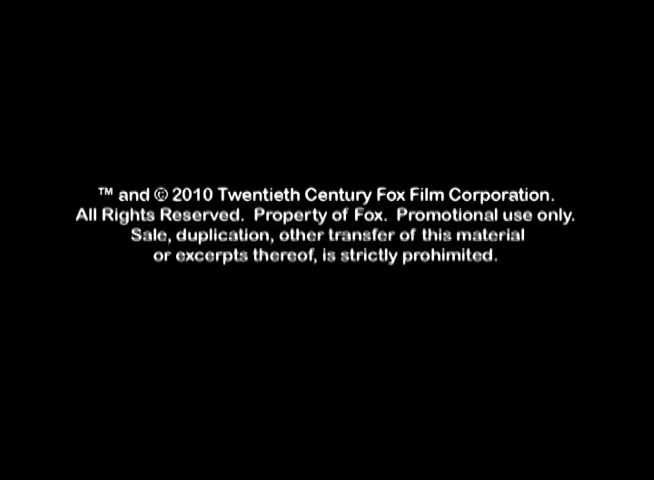 ™ and © 2010 Twentieth Century Fox Film Corporation.
All Rights Reserved. Property of Fox. Promotional use only.
Sale, duplication, other transfer of this material
or excerpts thereof, is strictly prohimited.